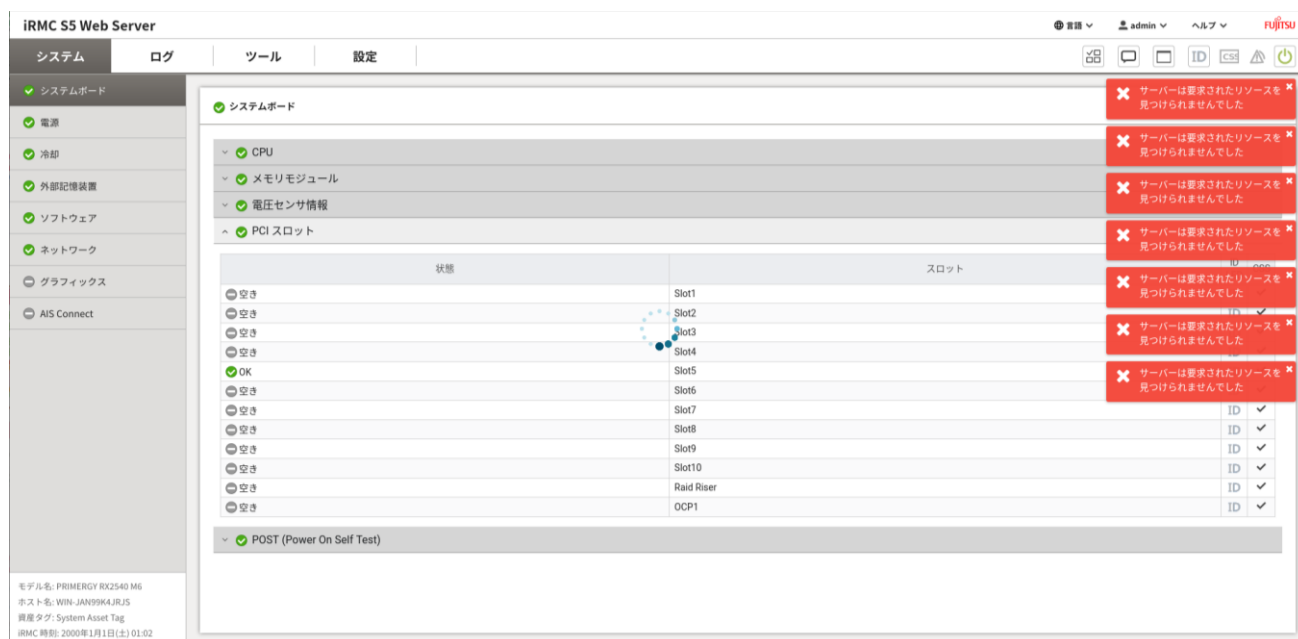 iRMC S5 Web Server
言語
admin
ヘルプ
FUJITSU
システム
ログ
ツール
設定
ID
CSS
システムボード
電源
冷却
外部記憶装置
ソフトウェア
ネットワーク
グラフィックス
AIS Connect
システムボード
CPU
メモリモジュール
電圧センサ情報
PCI スロット
状態 スロット ID
空き Slot1
空き Slot2 ID
空き Slot3
空き Slot4
OK Slot5
空き Slot6
空き Slot7 ID
空き Slot8 ID
空き Slot9 ID
空き Slot10 ID
空き Raid Riser ID
空き OCP1 ID
POST (Power On Self Test)
サーバーは要求されたリソースを
見つけられませんでした
サーバーは要求されたリソースを
見つけられませんでした
サーバーは要求されたリソースを
見つけられませんでした
サーバーは要求されたリソースを
見つけられませんでした
サーバーは要求されたリソースを
見つけられませんでした
サーバーは要求されたリソースを
見つけられませんでした
サーバーは要求されたリソースを
見つけられませんでした
モデル名: PRIMERGY RX2540 M6
ホスト名: WIN-JAN99K4JRJS
資産タグ: System Asset Tag
iRMC 時刻: 2000年1月1日(土) 01:02